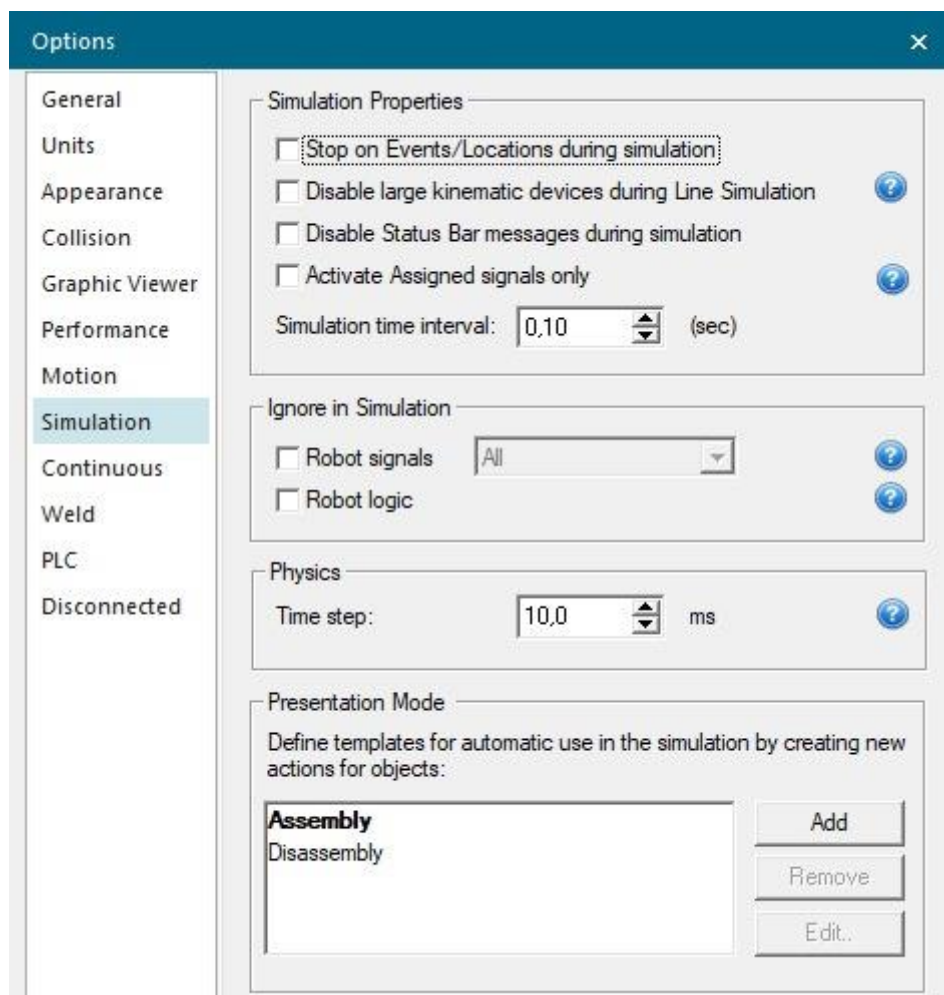 Options
General
Units
Appearance
Collision
Graphic Viewer
Performance
Motion
Simulation
Continuous
Weld
PLC
Disconnected
Simulation Properties
Stop on Events/Locations during simulation
Disable large kinematic devices during Line Simulation
Disable Status Bar messages during simulation
Activate Assigned signals only
Simulation time interval: 0,10 (sec)
Ignore in Simulation
Robot signals All
Robot logic
Physics
Time step: 10,0 ms
Presentation Mode
Define templates for automatic use in the simulation by creating new
actions for objects:
Assembly
Disassembly
Add
Remove
Edit..